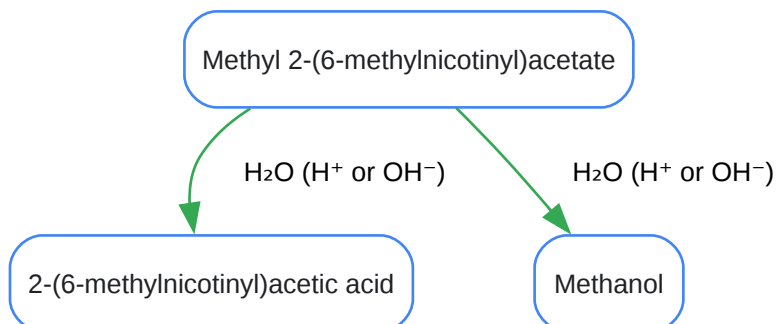 Methyl 2-(6-methylnicotinyl)acetate
H₂O (H⁺ or OH⁻)
H₂O (H⁺ or OH⁻)
2-(6-methylnicotinyl)acetic acid
Methanol